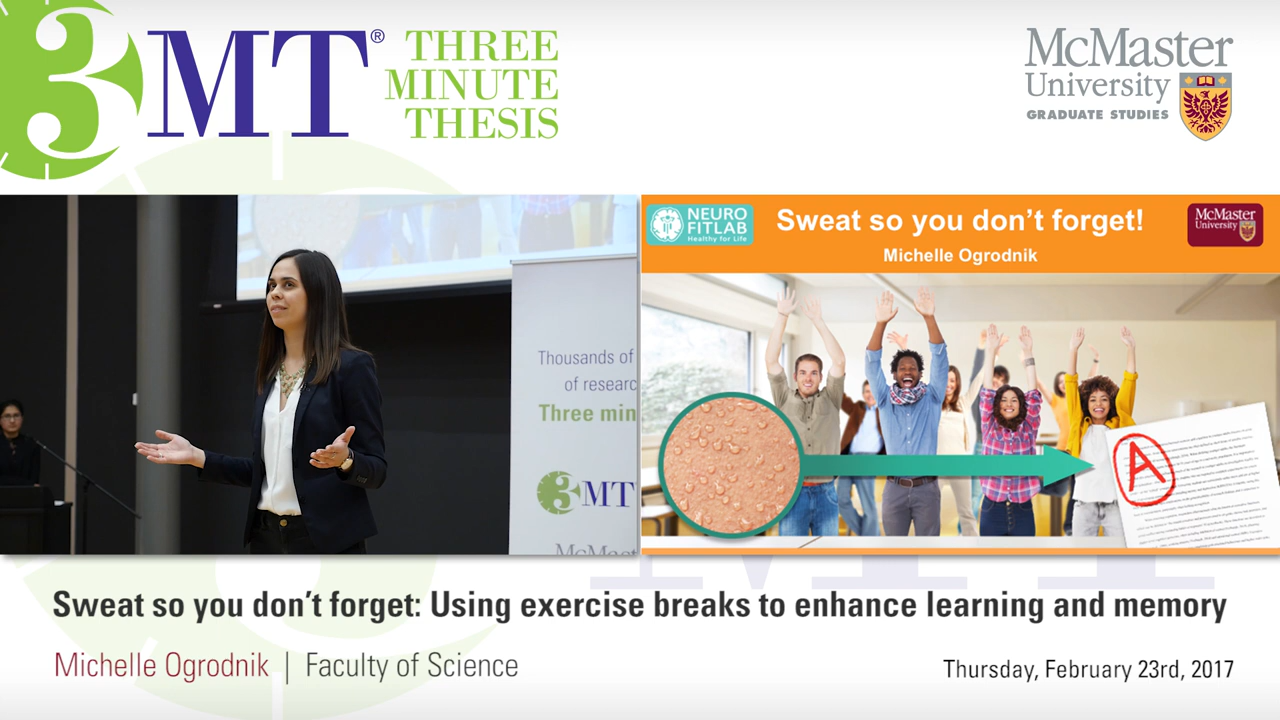 3MT®
THREE
MINUTE
THESIS
McMaster
University
GRADUATE STUDIES
Thousands of
of researc
Three min
3MT
McMast
NEURO
FITLAB
Healthy for Life
Sweat so you don't forget!
Michelle Ogrodnik
McMaster
University
A
Sweat so you don't forget: Using exercise breaks to enhance learning and memory
Michelle Ogrodnik | Faculty of Science
Thursday, February 23rd, 2017